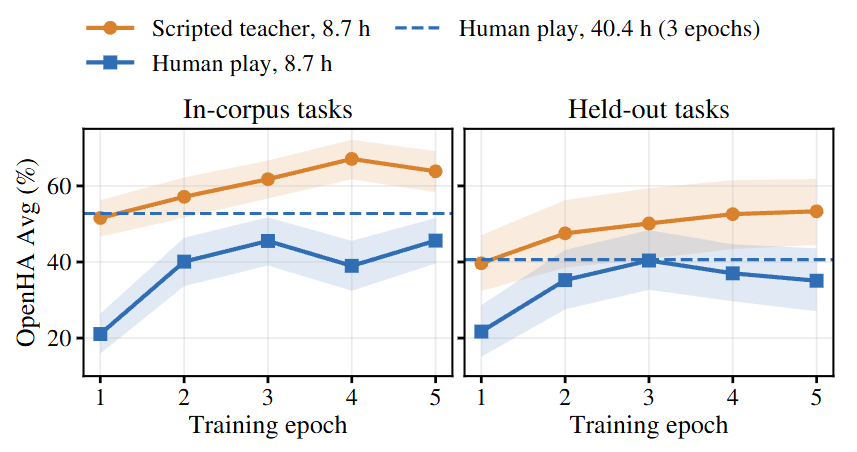 Scripted teacher, 8.7 h
Human play, 40.4 h (3 epochs)
Human play, 8.7 h
In-corpus tasks
Held-out tasks
OpenHA Avg (%)
60
40
20
1 2 3 4 5
1 2 3 4 5
Training epoch
Training epoch